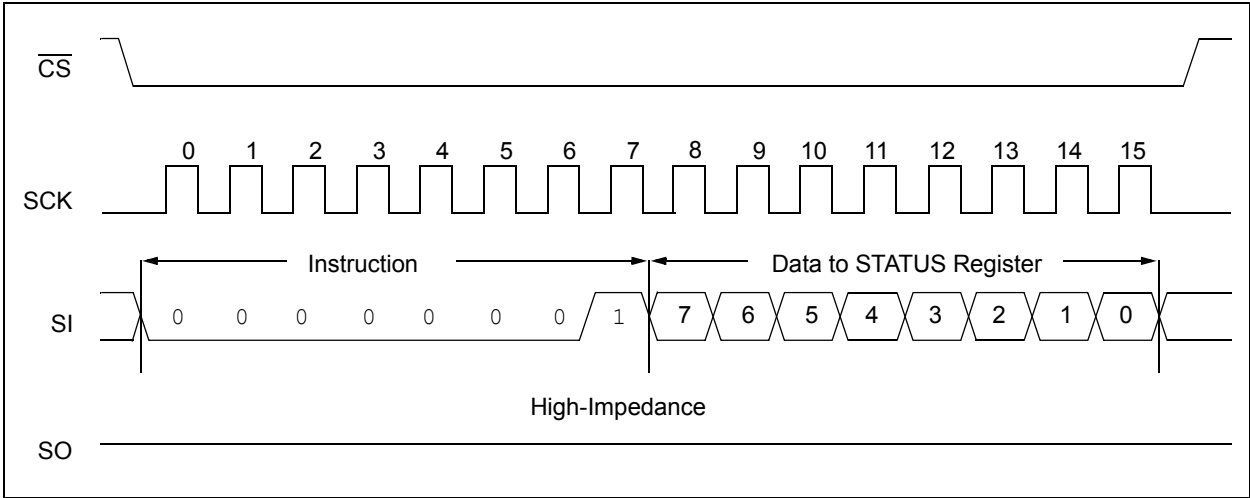 CS
0 1 2 3 4 5 6 7 8 9 10 11 12 13 14 15
SCK
Instruction Data to STATUS Register
SI 0 0 0 0 0 0 0 1 7 6 5 4 3 2 1 0
High-Impedance
SO